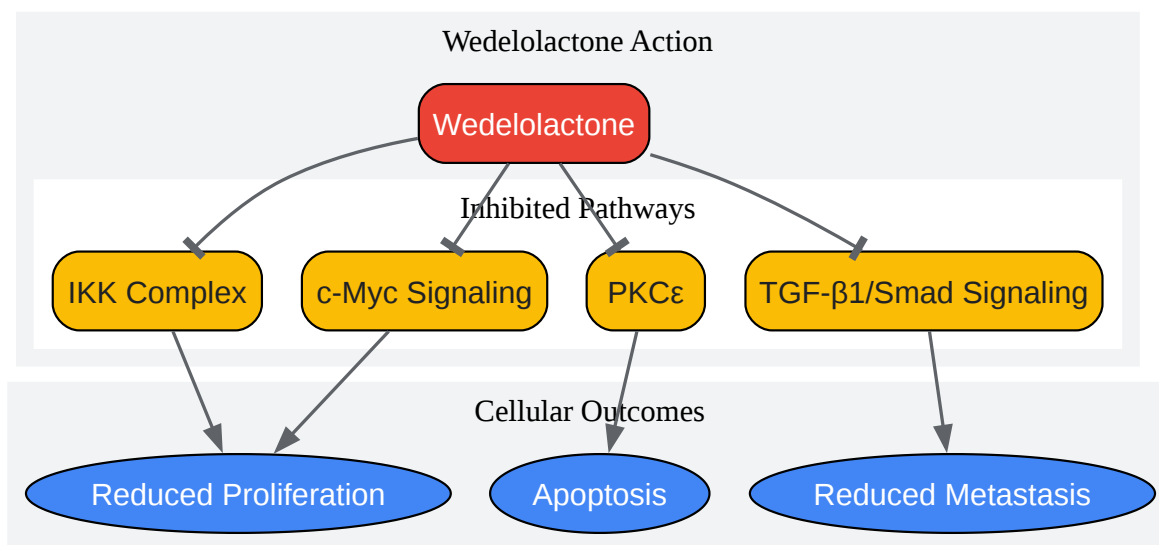 Wedelolactone Action
Wedelolactone
Inhibited Pathways
IKK Complex
c-Myc Signaling
PKCε
TGF-β1/Smad Signaling
Cellular Outcomes
Reduced Proliferation
Apoptosis
Reduced Metastasis